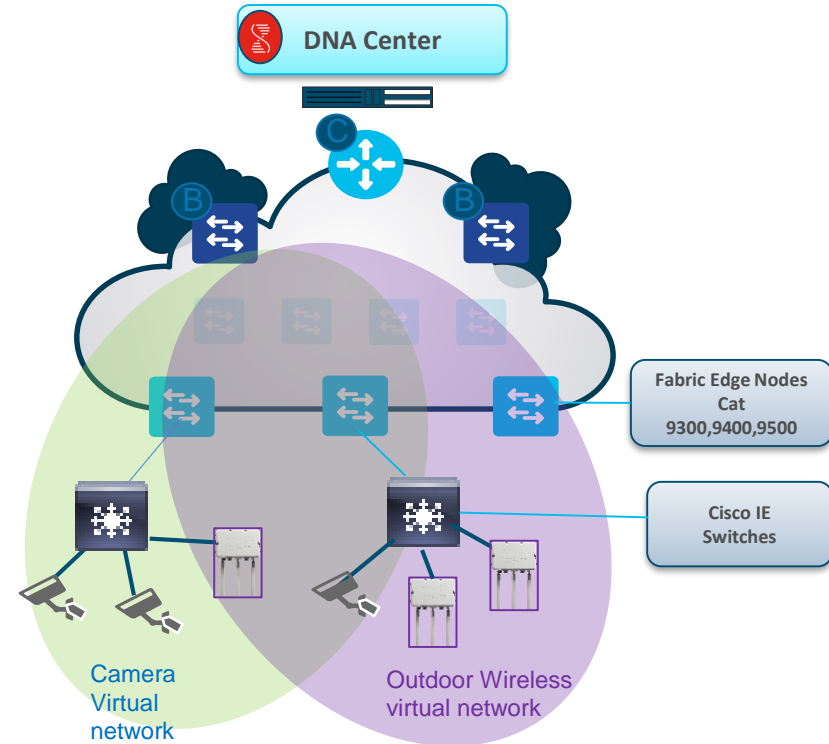 DNA Center
C
B
B
Fabric Edge Nodes
Cat
9300,9400,9500
Cisco IE
Switches
Camera
Virtual
network
Outdoor Wireless
virtual network